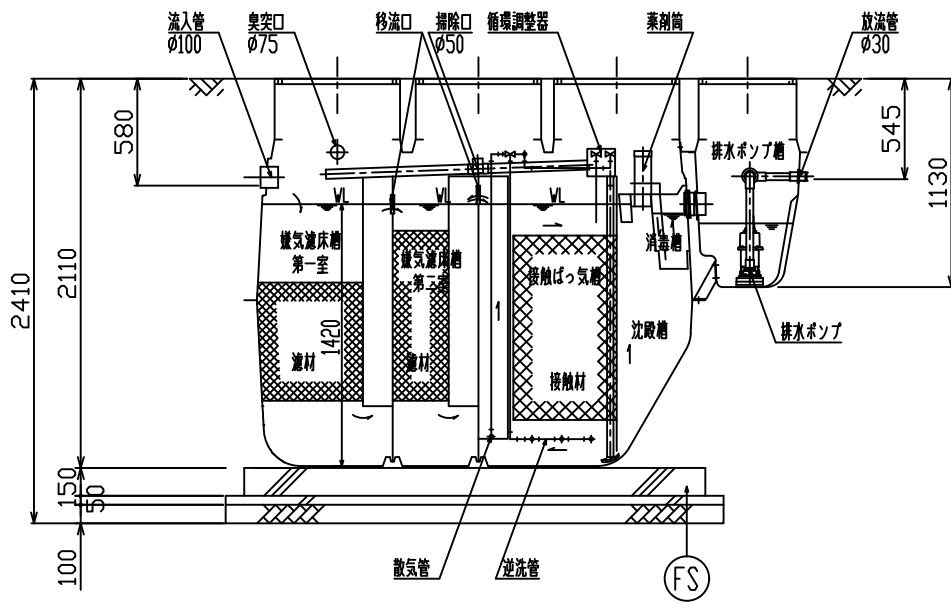 流入管
φ100
臭突口
φ75
移流口
掃除口
φ50
循環調整器
薬剤筒
放流管
φ30
580
545
1130
排水ポンプ槽
WL
WL
WL
嫌気濾床槽
第一室
嫌気濾床槽
第二室
接触ばっ気槽
消毒槽
2410
2110
1420
濾材
濾材
接触材
沈殿槽
排水ポンプ
150
50
100
散気管
逆洗管
FS